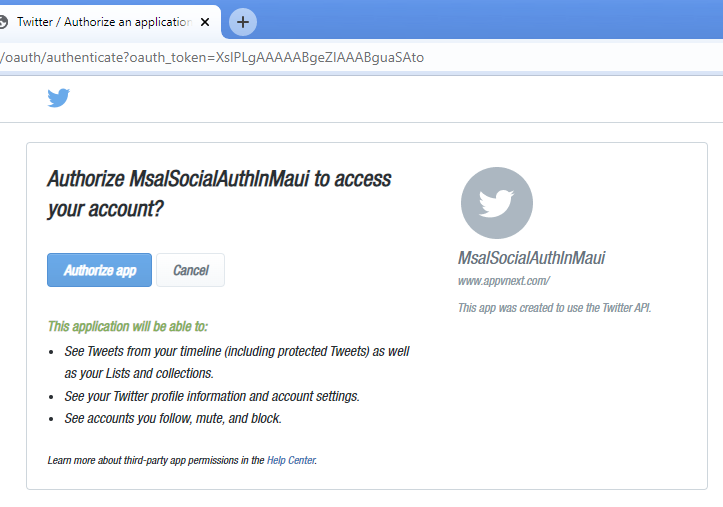 Twitter / Authorize an application
/oauth/authenticate?oauth_token=XsIPLgAAAAABgeZIAAABguaSAto
Authorize MsalSocialAuthInMaui to access
your account?
Authorize app
Cancel
This application will be able to:
• See Tweets from your timeline (including protected Tweets) as well
as your Lists and collections.
• See your Twitter profile information and account settings.
• See accounts you follow, mute, and block.
Learn more about third-party app permissions in the Help Center.
MsalSocialAuthInMaui
www.appvnext.com/
This app was created to use the Twitter API.